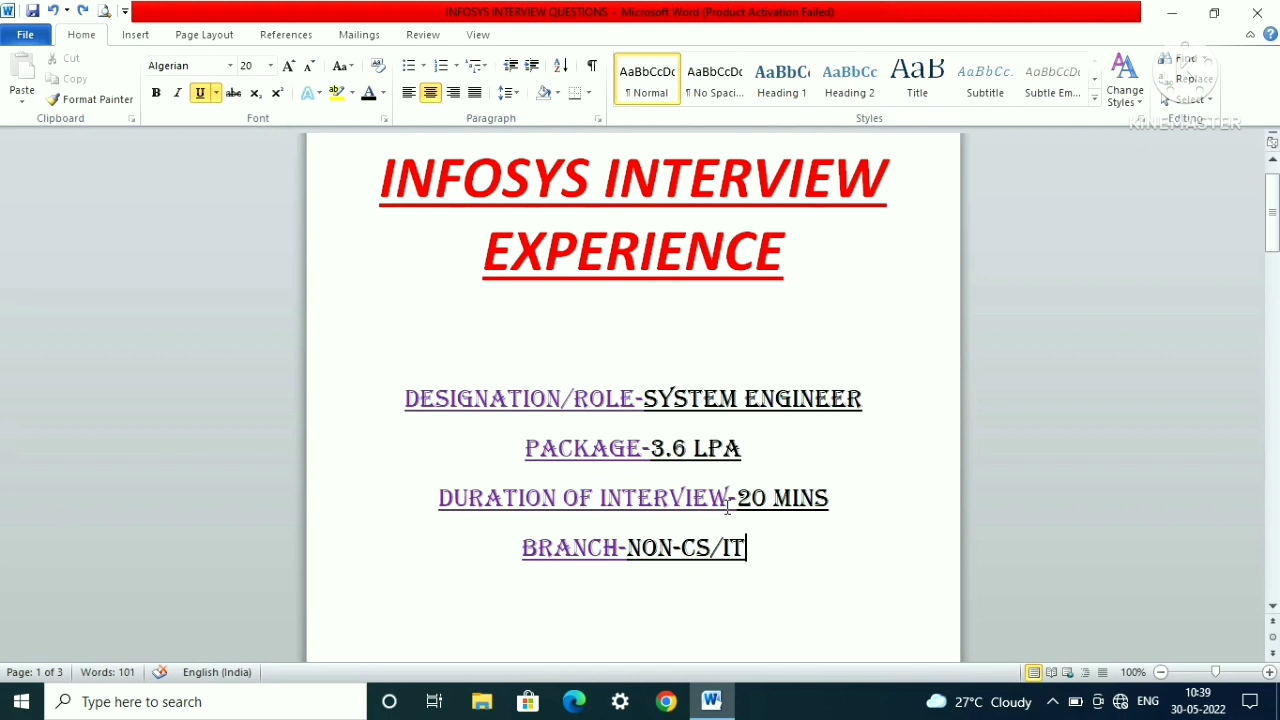 INFOSYS INTERVIEW QUESTIONS - Microsoft Word (Product Activation Failed)
File Home Insert Page Layout References Mailings Review View
Cut
Copy
Format Painter
Paste
Clipboard
Algerian 20
Font
Paragraph
AaBbCcDc AaBbCcDc AaBbCc AaBbCc AaB AaBbCc. AaBbCcDc
¶ Normal ¶ No Spaci... Heading 1 Heading 2 Title Subtitle Subtle Em...
Change
Styles
Styles
Find
Replace
Select
Editing
KINEMASTER
INFOSYS INTERVIEW
EXPERIENCE
DESIGNATION/ROLE-SYSTEM ENGINEER
PACKAGE-3.6 LPA
DURATION OF INTERVIEW-20 MINS
BRANCH-NON-CS/IT
Page: 1 of 3 Words: 101 English (India) 100%
Type here to search
27°C Cloudy ENG 10:39
30-05-2022